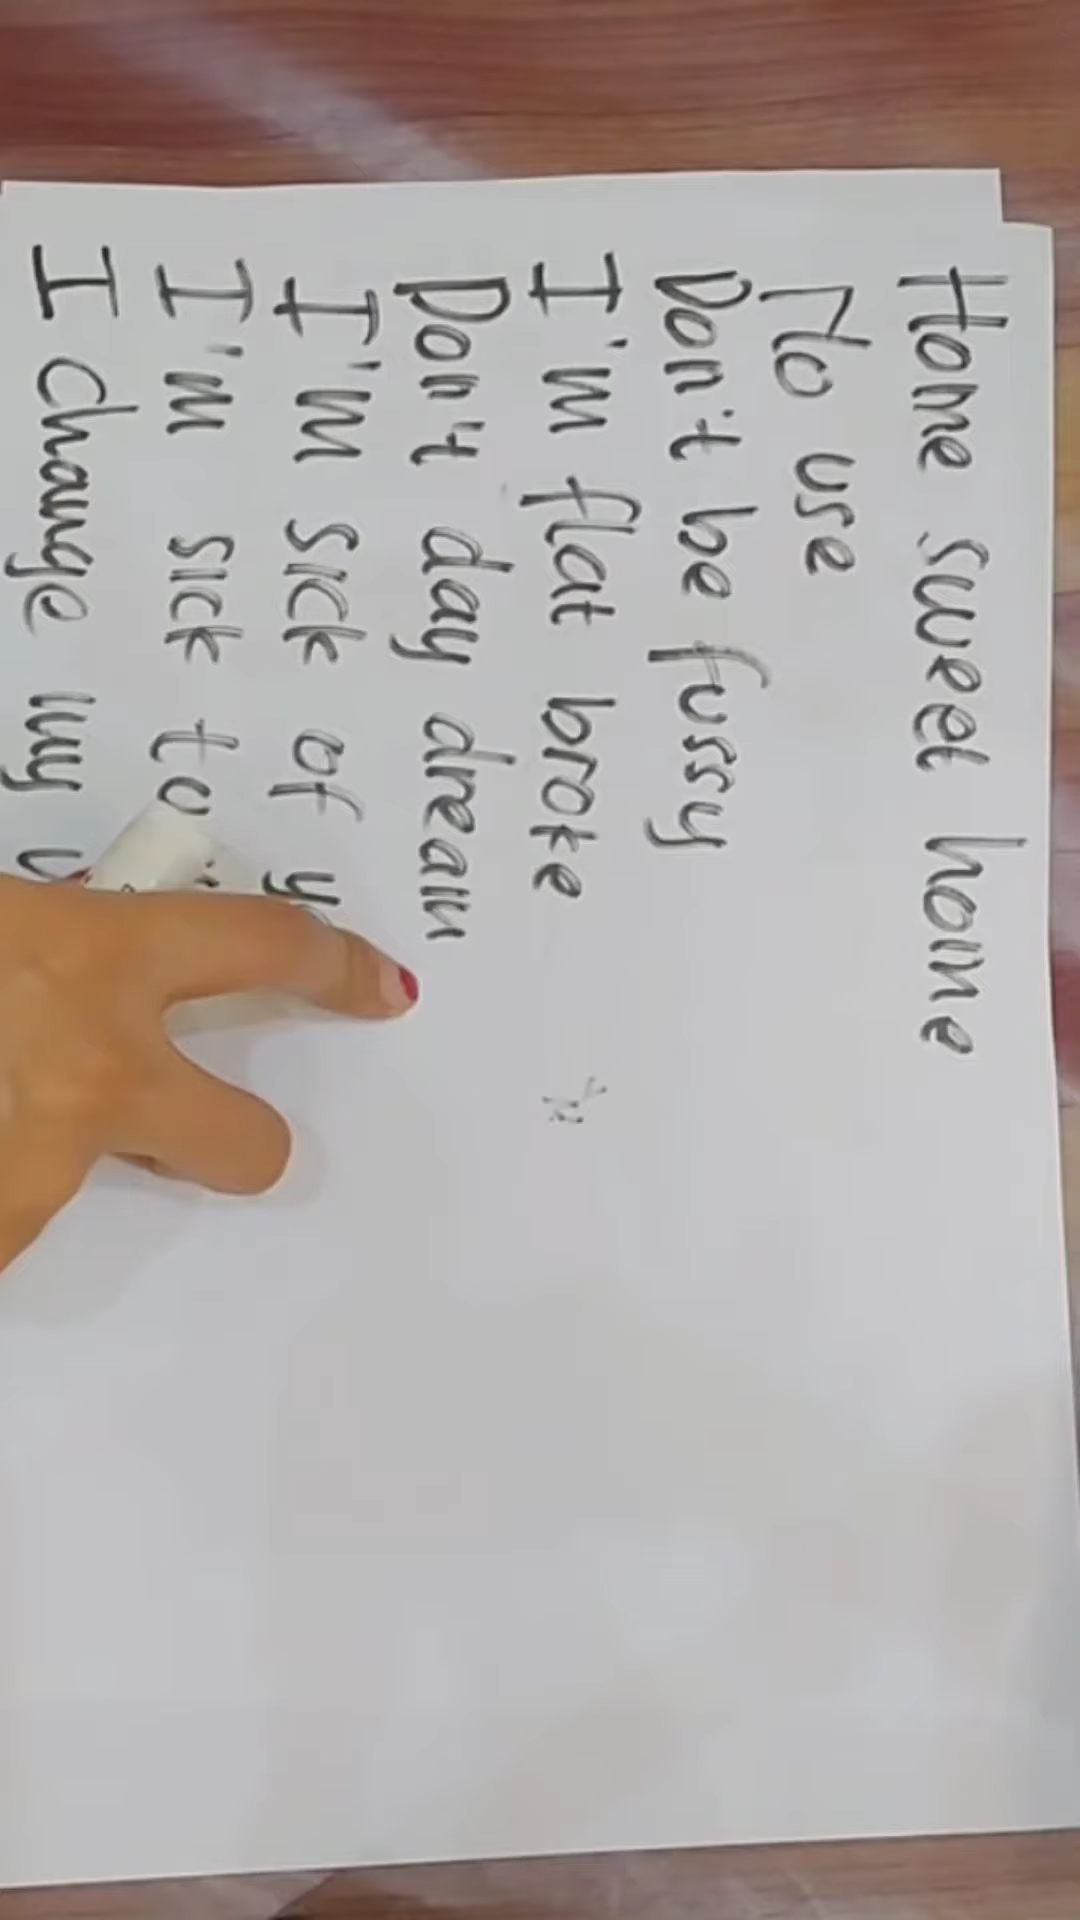 Home sweet home
No use
Don't be fussy
I'm flat broke
Don't day dream
I'm sick of
I'm sick to
I change my